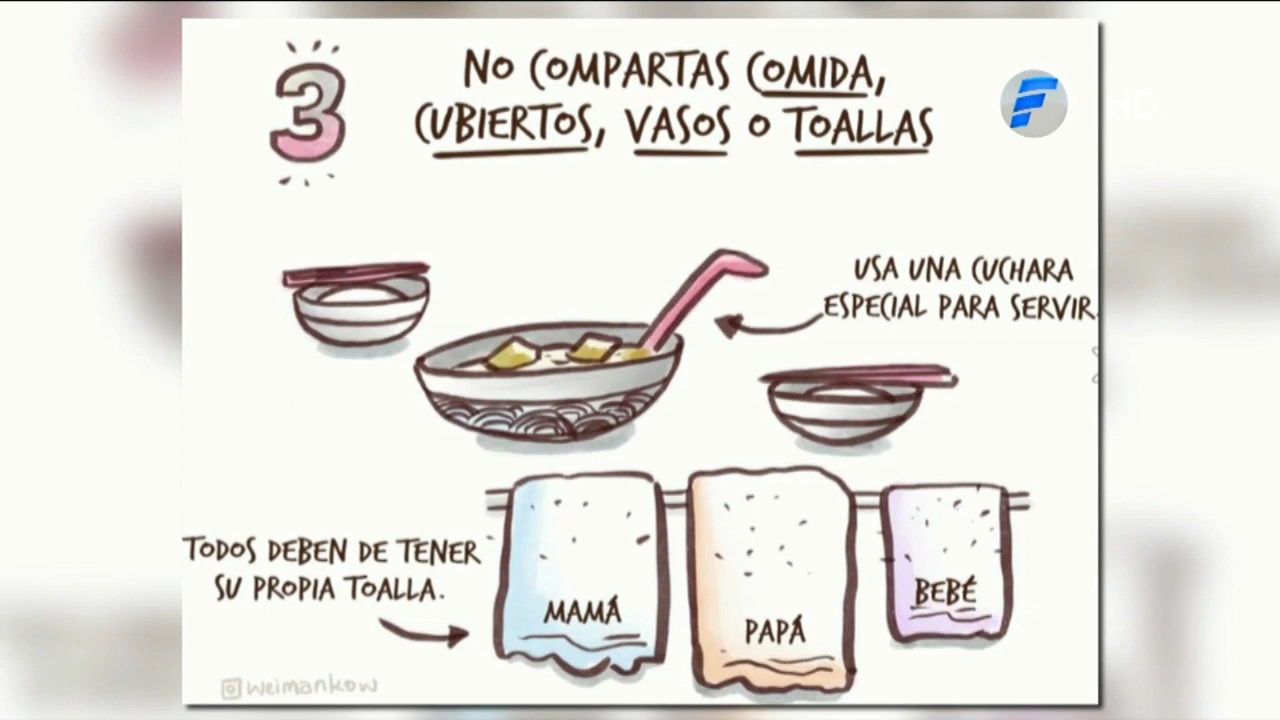 3
NO COMPARTAS COMIDA,
CUBIERTOS, VASOS O TOALLAS
HD
USA UNA CUCHARA
ESPECIAL PARA SERVIR.
TODOS DEBEN DE TENER
SU PROPIA TOALLA.
MAMÁ
PAPÁ
BEBÉ
weimankow